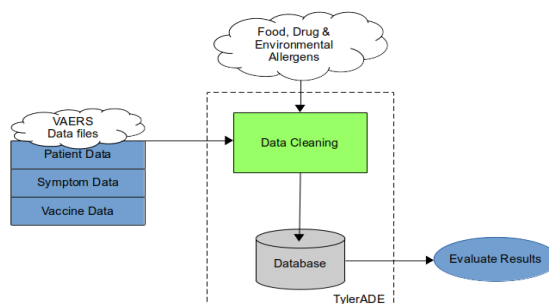 Food, Drug &
Environmental
Allergens
VAERS
Data files
Patient Data
Symptom Data
Vaccine Data
Data Cleaning
Database
Evaluate Results
TylerADE